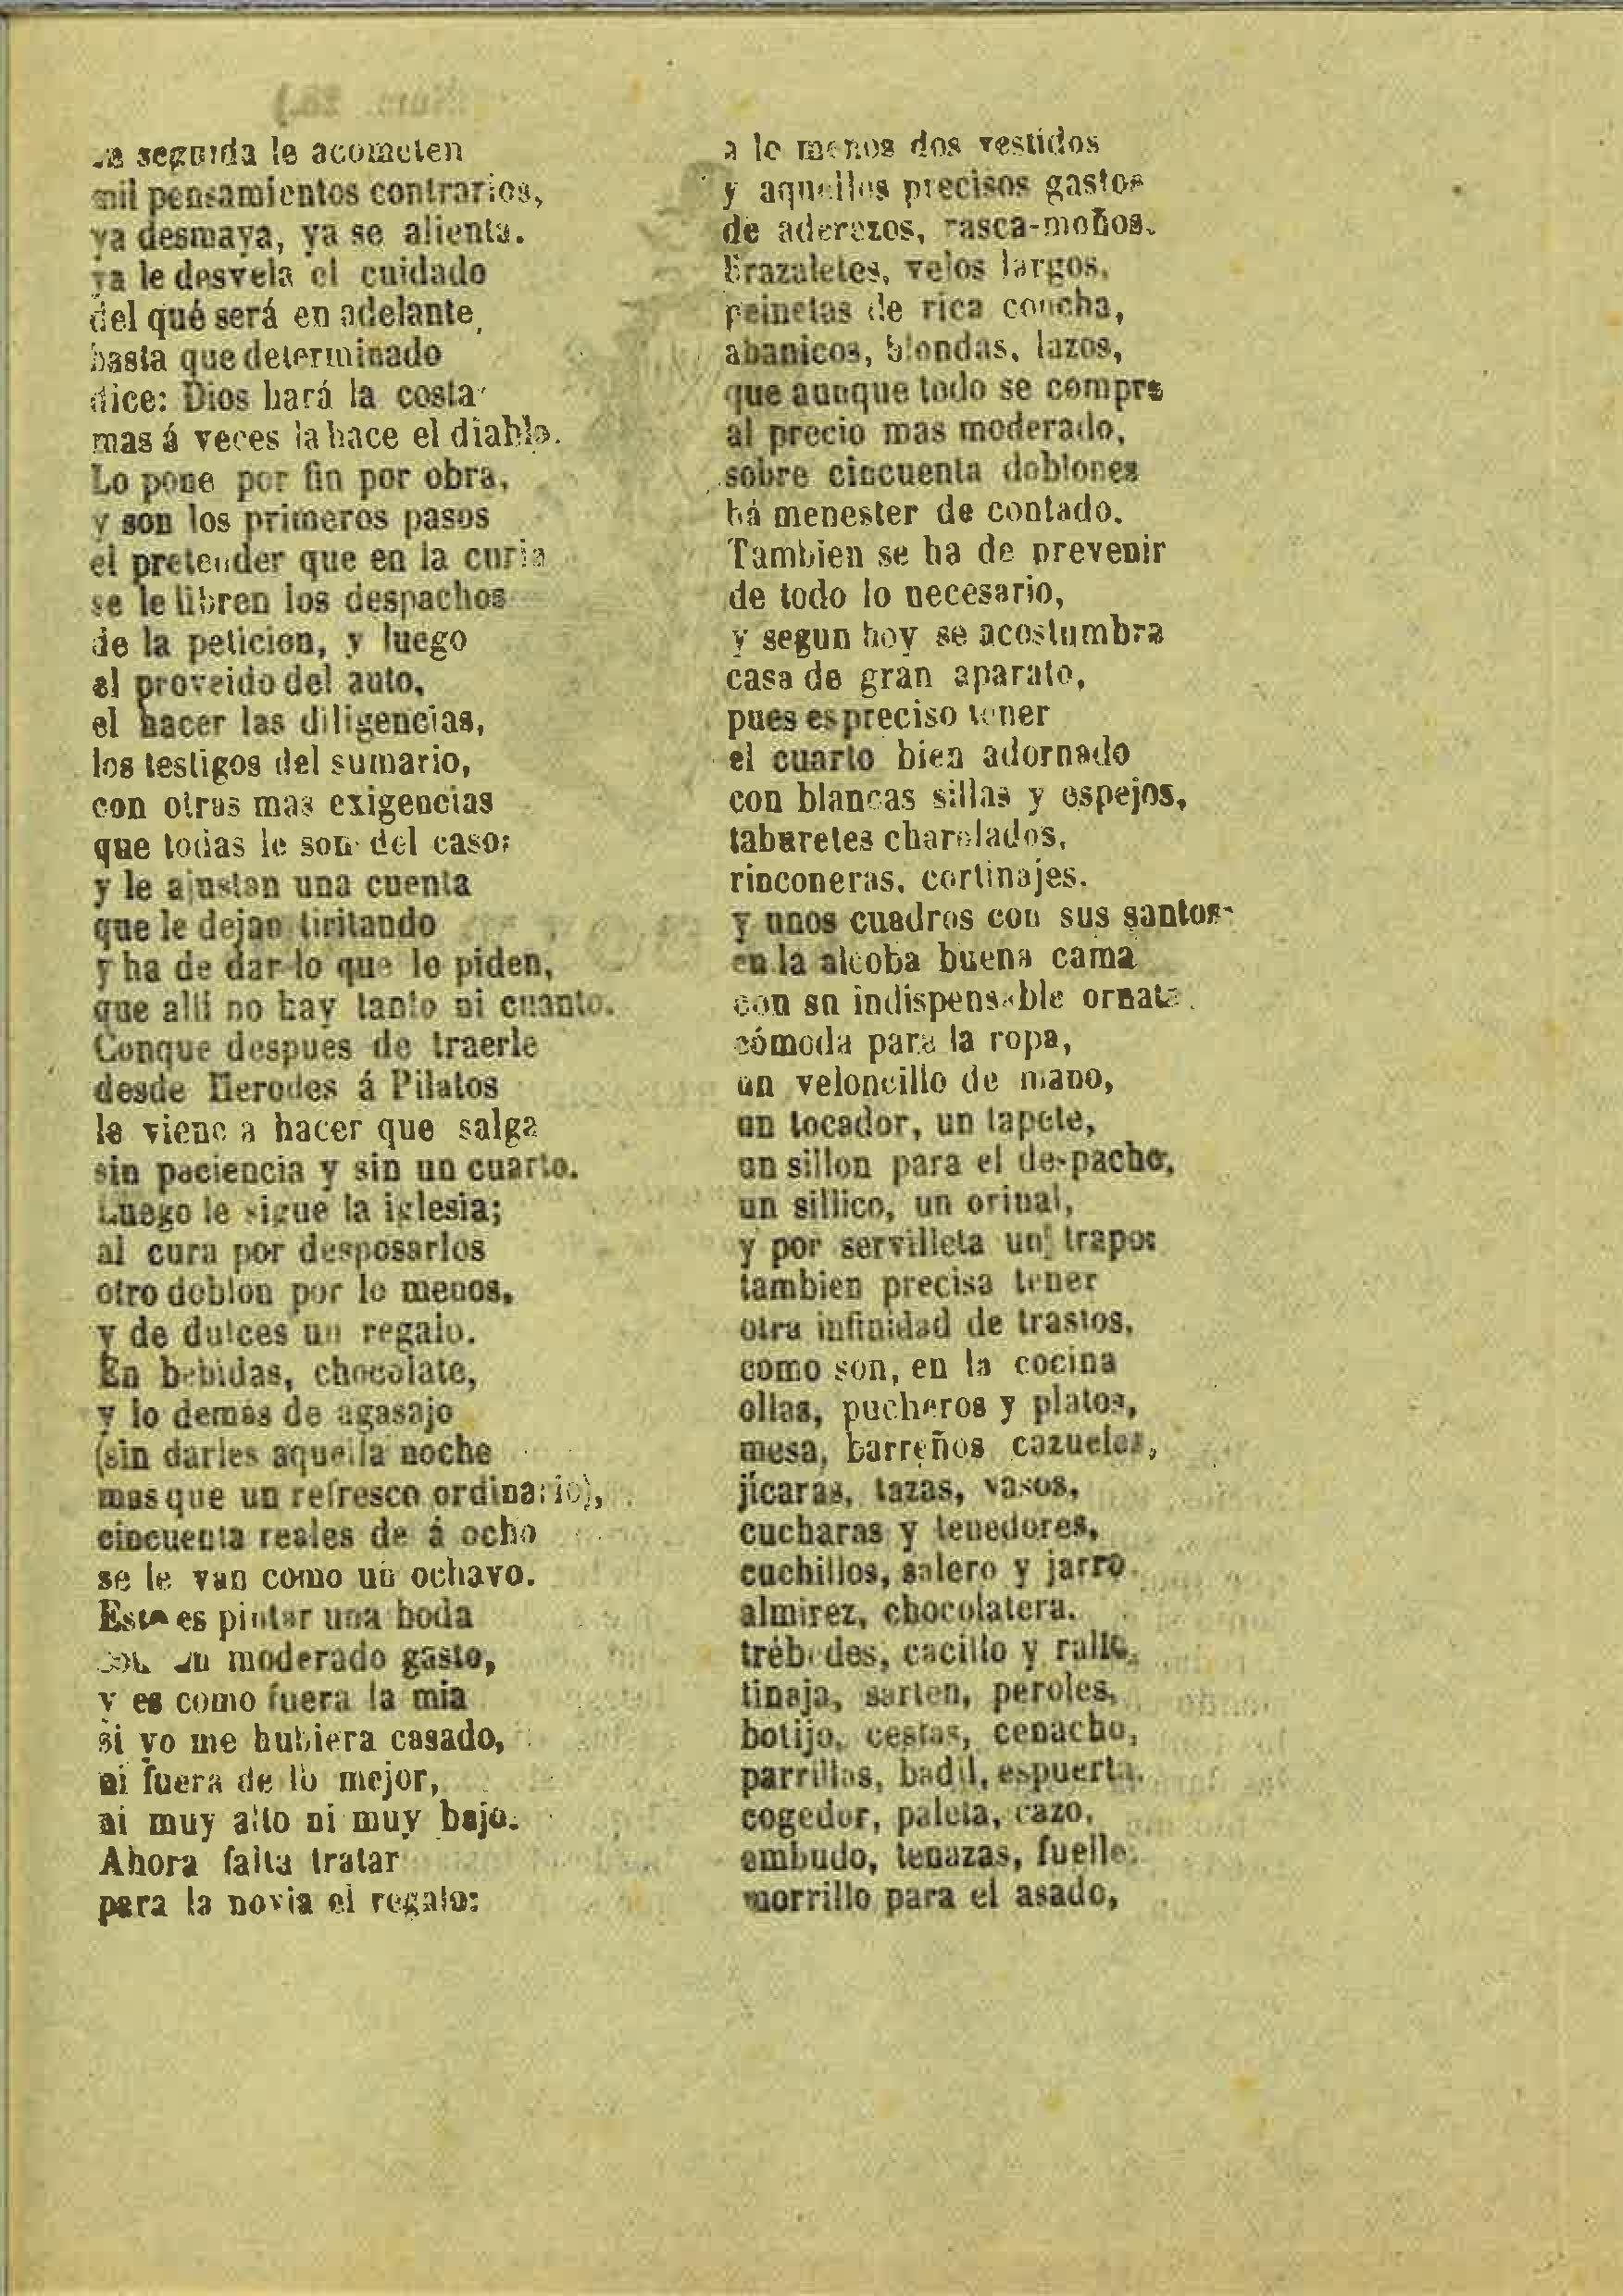 seguida le acometen
mil pensamientos contrarios,
ya desmaya, ya se alienta.
ya le desvela el cuidado
del qué será en adelante,
hasta que determinado
dice: Dios hará la costa
mas á veces la hace el diablo.
Lo pone por fin por obra,
y son los primeros pasos
el pretender que en la curia
se le libren los despachos
de la peticion, y luego
el proveido del auto,
el hacer las diligencias,
los testigos del sumario,
con otras mas exigencias
que todas le son del caso:
y le ajustan una cuenta
que le dejan tiritando
y ha de dar lo que le piden,
que allí no hay tanto ni cuanto.
Conque despues de traerle
desde Herodes á Pilatos
le viene a hacer que salga
sin paciencia y sin un cuarto.
Luego le sigue la iglesia;
al cura por desposarlos
otro doblon por lo menos,
y de dulces un regalo.
En bebidas, chocolate,
y lo demás de agasajo
(sin darles aquella noche
mas que un refresco ordinario),
cincuenta reales de á ocho
se le van como un ochavo.
Esto es pintar una boda
con un moderado gasto,
y es como fuera la mia
si yo me hubiera casado,
ni fuera de lo mejor,
ni muy alto ni muy bajo.
Ahora falta tratar
para la novia el regalo:
a lo menos dos vestidos
y aquellos precisos gastos
de aderezos, rasca-moños.
brazaletes, velos largos,
peinetas de rica concha,
abanicos, blondas, lazos,
que aunque todo se compre
al precio mas moderado,
sobre cincuenta doblones
há menester de contado.
Tambien se ha de prevenir
de todo lo necesario,
y segun hoy se acostumbra
casa de gran aparato,
pues es preciso tener
el cuarto bien adornado
con blancas sillas y espejos,
taburetes charolados,
rinconeras, cortinajes.
y unos cuadros con sus santos
en la alcoba buena cama
con su indispensable ornato.
cómoda para la ropa,
un veloncillo de mano,
un tocador, un tapete,
un sillon para el despacho,
un sillico, un orinal,
y por servilleta un trapo:
tambien precisa tener
otra infinidad de trastos,
como son, en la cocina
ollas, pucheros y platos,
mesa, barreños cazuelas,
jícaras, tazas, vasos,
cucharas y tenedores,
cuchillos, salero y jarro.
almirez, chocolatera.
trébedes, cacillo y rallo,
tinaja, sarten, peroles,
botijo, cestas, cenacho,
parrillas, badil, espuerta.
cogedor, paleta, cazo,
embudo, tenazas, fuelle.
morrillo para el asado,